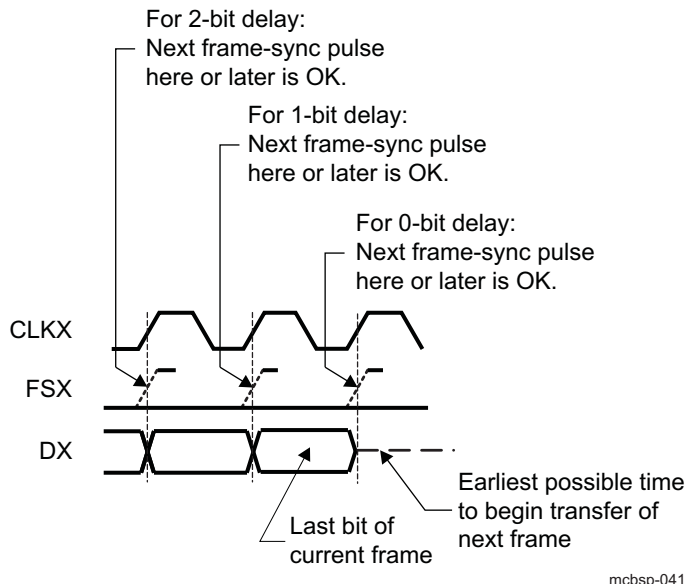 For 2-bit delay:
Next frame-sync pulse
here or later is OK.
For 1-bit delay:
Next frame-sync pulse
here or later is OK.
For 0-bit delay:
Next frame-sync pulse
here or later is OK.
CLKX
FSX
DX
Last bit of
current frame
Earliest possible time
to begin transfer of
next frame
mcbsp-041